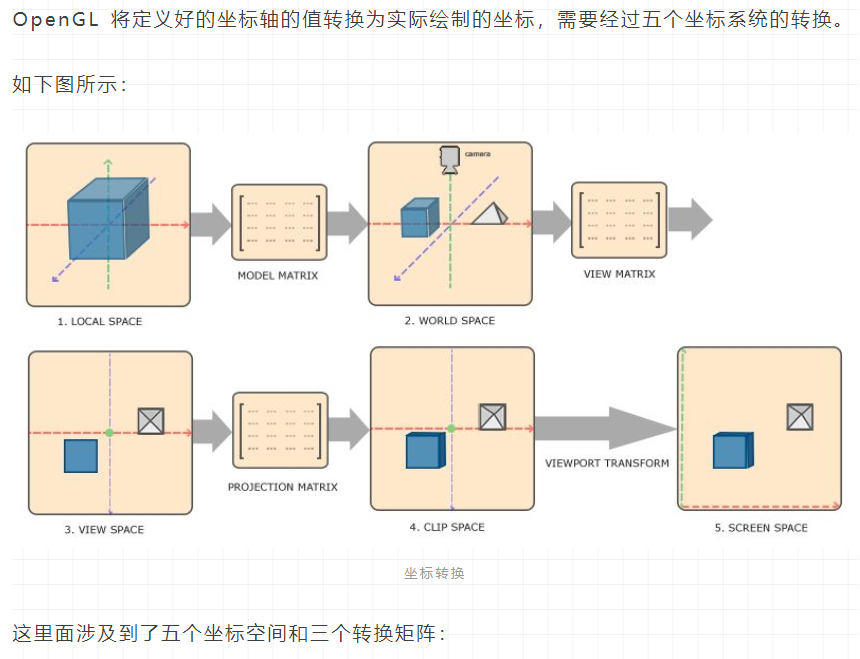 OpenGL 将定义好的坐标轴的值转换为实际绘制的坐标，需要经过五个坐标系统的转换。
如下图所示：
camera
MODEL MATRIX
VIEW MATRIX
1. LOCAL SPACE
2. WORLD SPACE
VIEWPORT TRANSFORM
PROJECTION MATRIX
3. VIEW SPACE
4. CLIP SPACE
5. SCREEN SPACE
坐标转换
这里面涉及到了五个坐标空间和三个转换矩阵：